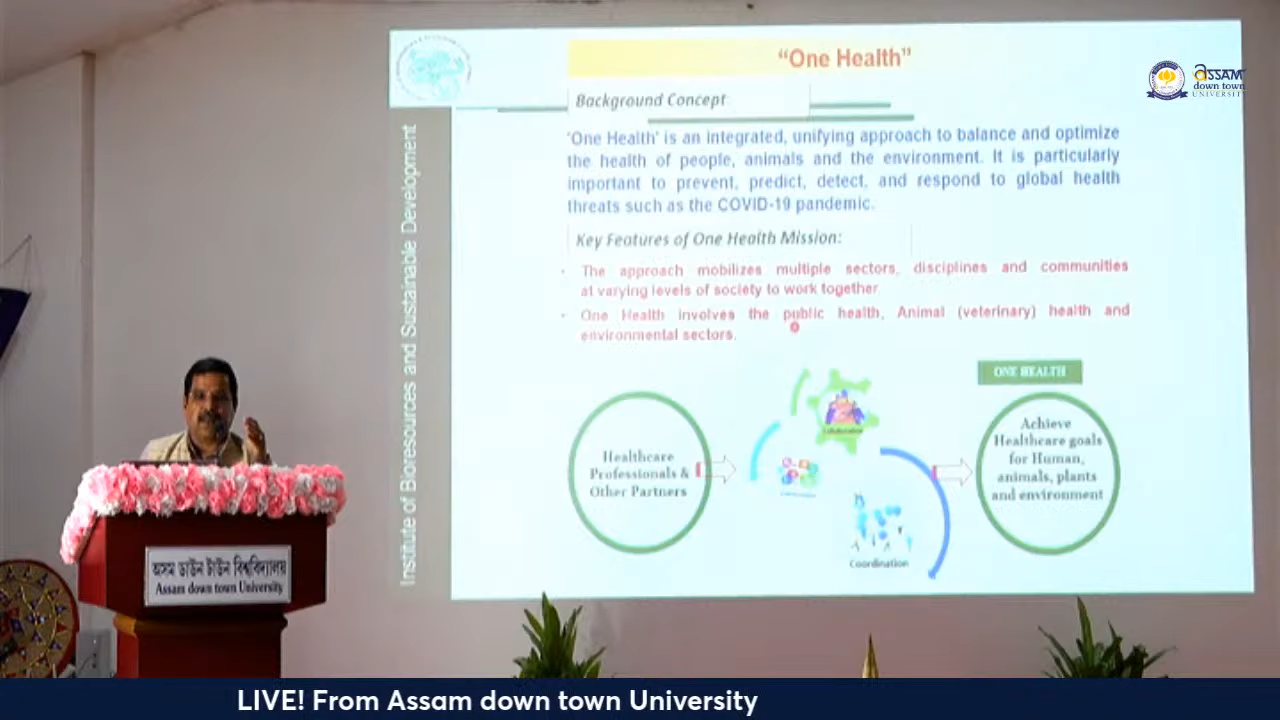 “One Health”
ASSAM
down town
UNIVERSITY
Background Concept:
‘One Health’ is an integrated, unifying approach to balance and optimize
the health of people, animals and the environment. It is particularly
important to prevent, predict, detect, and respond to global health
threats such as the COVID-19 pandemic.
Key Features of One Health Mission:
The approach mobilizes multiple sectors, disciplines and communities
at varying levels of society to work together.
One Health involves the public health, Animal (veterinary) health and
environmental sectors.
Healthcare
Professionals &
Other Partners
Collaboration
Coordination
ONE HEALTH
Achieve
Healthcare goals
for Human,
animals, plants
and environment
Institute of Bioresources and Sustainable Development
অসম ডাউন টাউন বিশ্ববিদ্যালয়
Assam down town University
LIVE! From Assam down town University